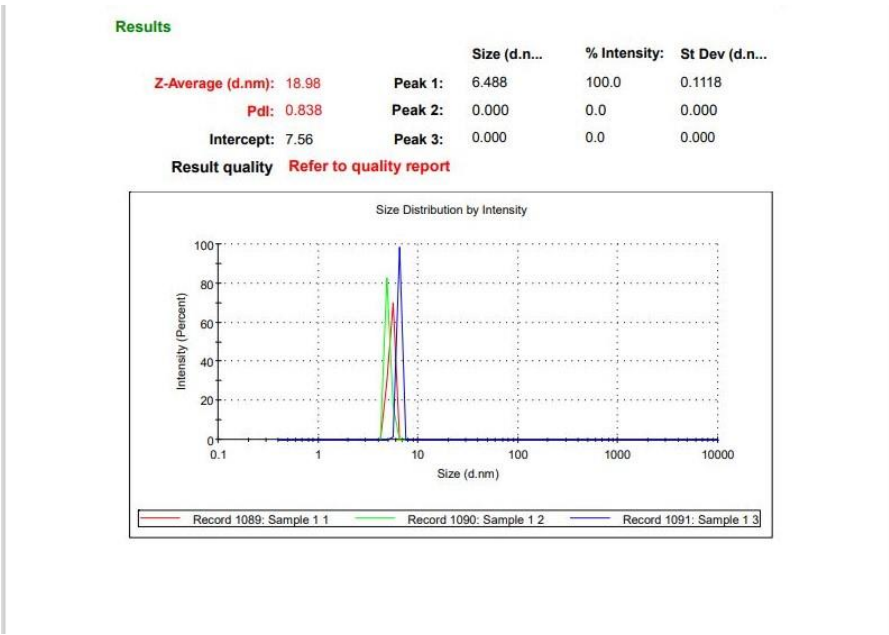 Results
Size (d.n... % Intensity: St Dev (d.n...
Z-Average (d.nm): 18.98 Peak 1: 6.488 100.0 0.1118
PdI: 0.838 Peak 2: 0.000 0.0 0.000
Intercept: 7.56 Peak 3: 0.000 0.0 0.000
Result quality Refer to quality report
Size Distribution by Intensity
Intensity (Percent)
100
80
60
40
20
0
0.1 1 10 100 1000 10000
Size (d.nm)
Record 1089: Sample 1 1 Record 1090: Sample 1 2 Record 1091: Sample 1 3